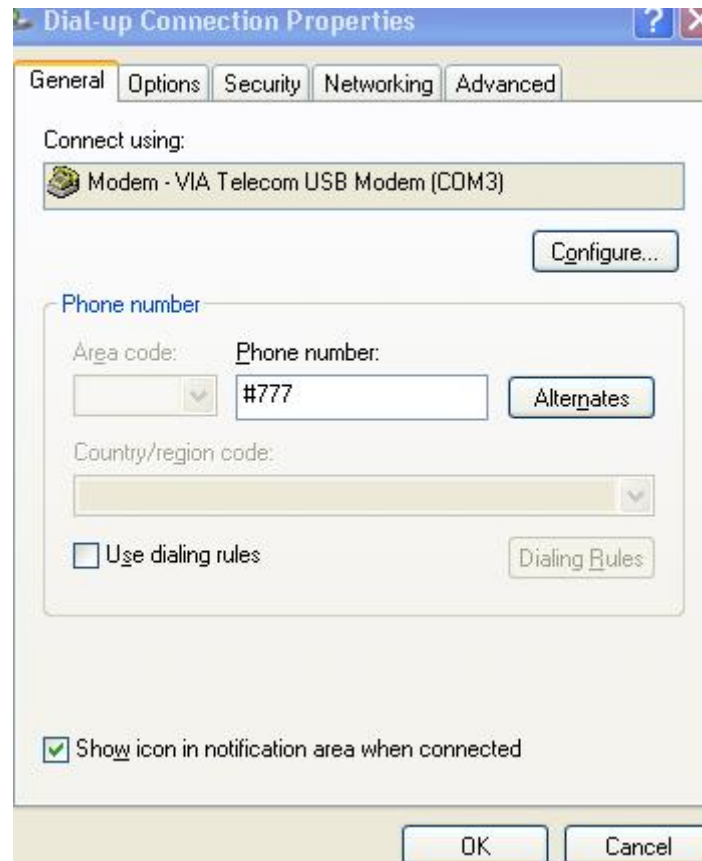 Dial-up Connection Properties
General Options Security Networking Advanced
Connect using:
Modem - VIA Telecom USB Modem (COM3)
Configure...
Phone number
Area code: Phone number:
#777 Alternates
Country/region code:
Use dialing rules Dialing Rules
Show icon in notification area when connected
OK Cancel